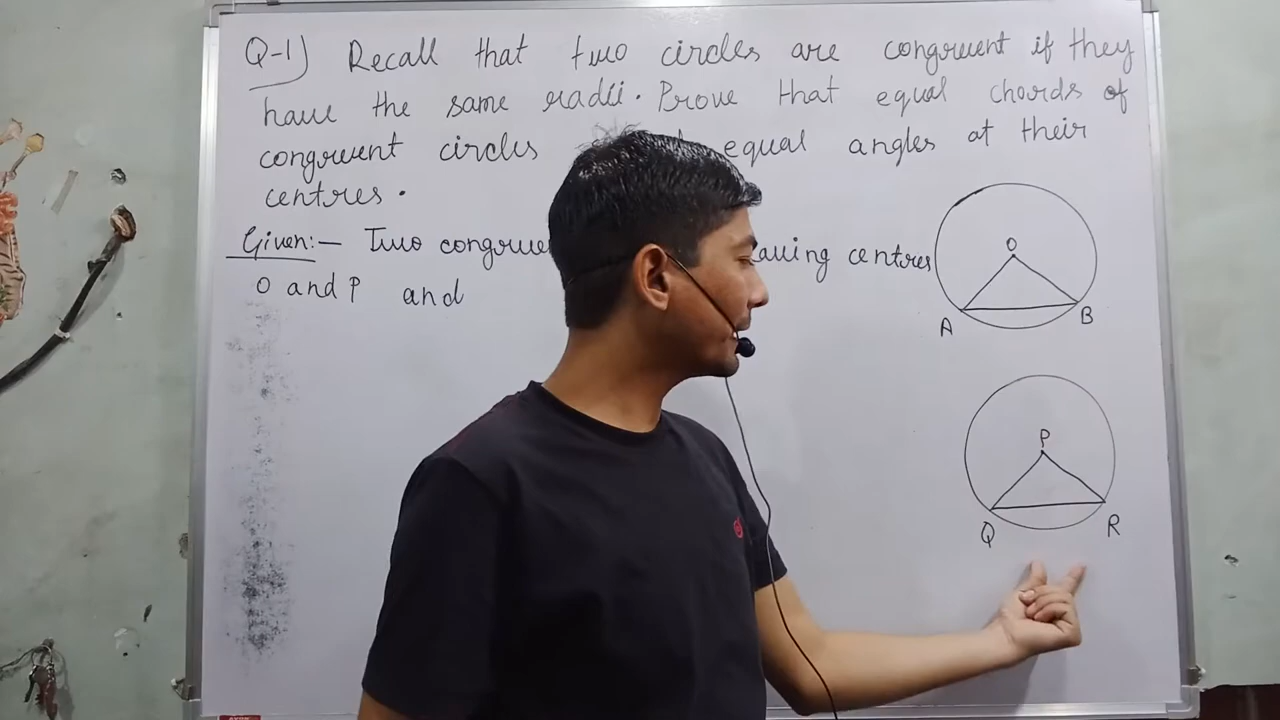 Q-1) Recall that two circles are congruent if they
have the same radii. Prove that equal chords of
congruent circles equal angles at their
centres.
Given:- Two congrue aving centres
O and P and
O
A
B
P
Q
R